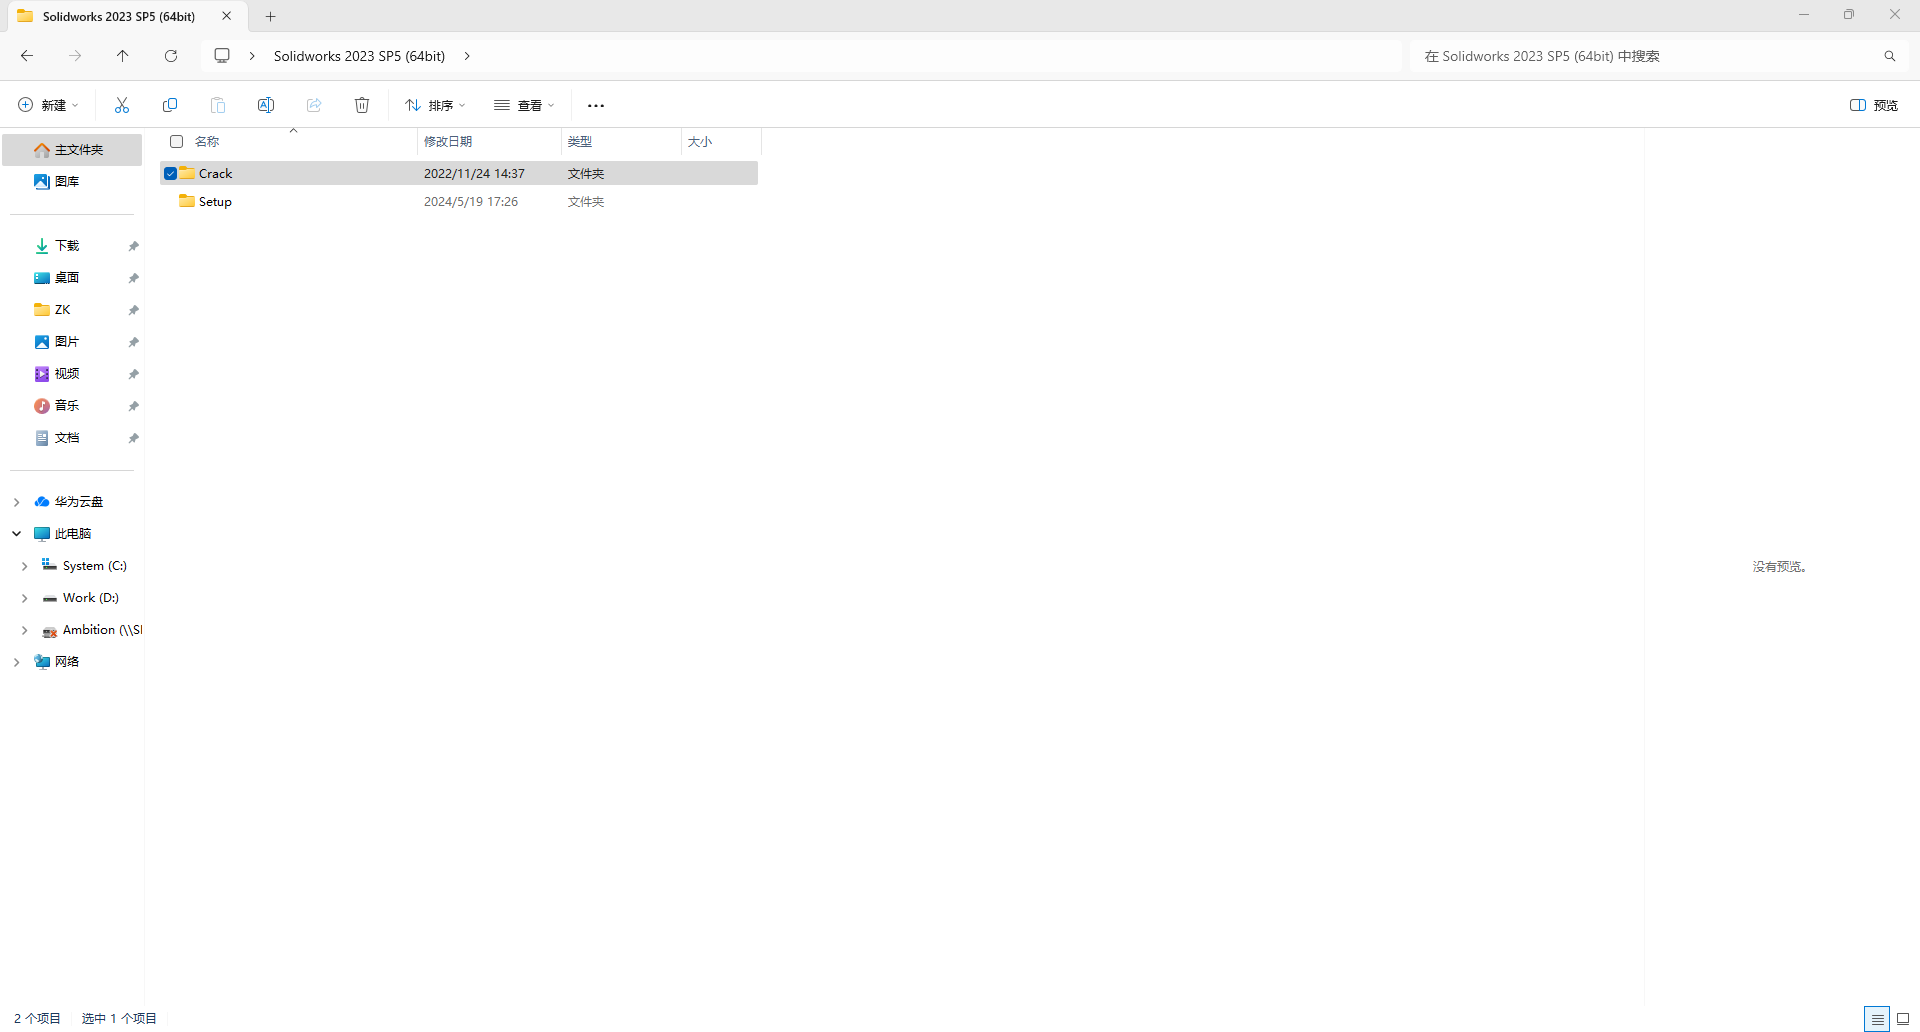 Solidworks 2023 SP5 (64bit)
Solidworks 2023 SP5 (64bit)
在 Solidworks 2023 SP5 (64bit) 中搜索
新建
排序
查看
预览
名称 修改日期 类型 大小
Crack 2022/11/24 14:37 文件夹
Setup 2024/5/19 17:26 文件夹
主文件夹
图库
下载
桌面
ZK
图片
视频
音乐
文档
华为云盘
此电脑
System (C:)
Work (D:)
Ambition (\\SI
网络
没有预览。
2 个项目 选中 1 个项目